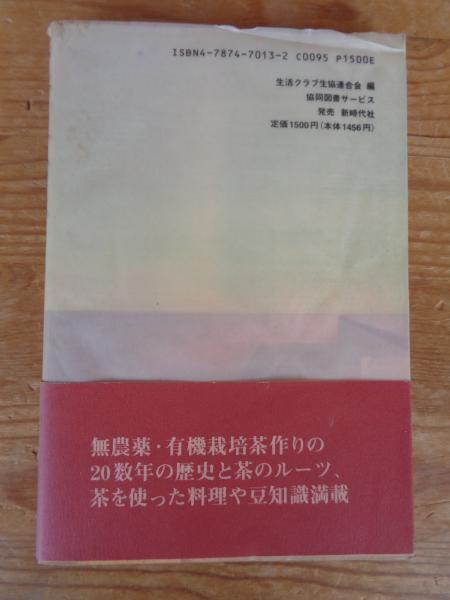 ISBN4-7874-7013-2 C0095 P1500E
生活クラブ生協連合会 編
協同図書サービス
発売 新時代社
定価1500円(本体1456円)
無農薬・有機栽培茶作りの
20数年の歴史と茶のルーツ、
茶を使った料理や豆知識満載